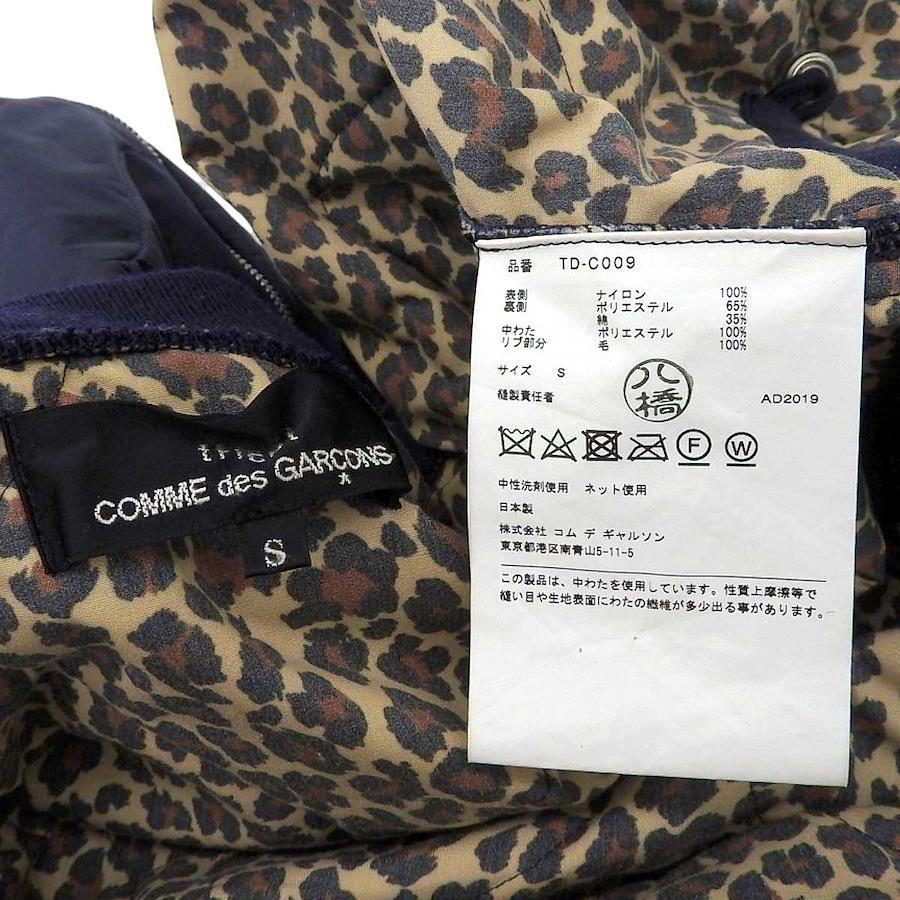 COMME des GARCONS
S
品番 TD-C009
表側 ナイロン 100%
裏側 ポリエステル 65%
綿 35%
中わた ポリエステル 100%
リブ部分 毛 100%
サイズ S
縫製責任者 八橋 AD2019
F W
中性洗剤使用 ネット使用
日本製
株式会社 コム デ ギャルソン
東京都港区南青山5-11-5
この製品は、中わたを使用しています。性質上摩擦等で
縫い目や生地表面にわたの繊維が多少出る事があります。